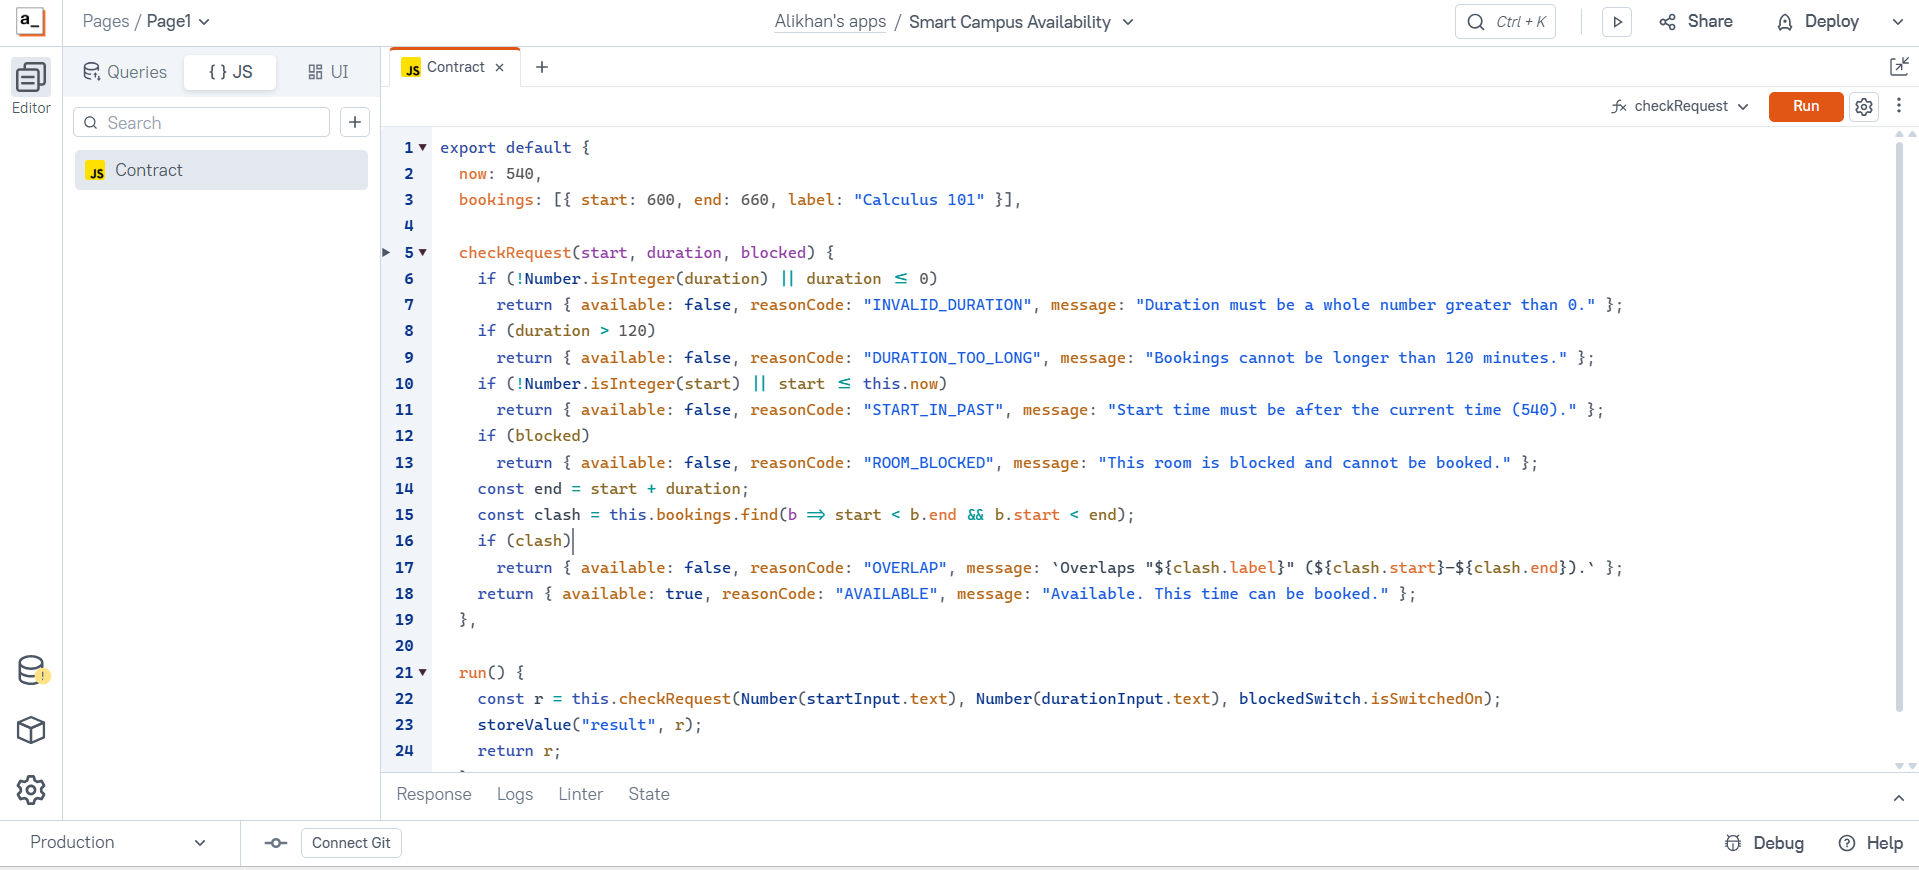 a_
Pages / Page1
Alikhan's apps / Smart Campus Availability
Ctrl + K
Share
Deploy
Editor
Queries
{ } JS
UI
Search
JS Contract
JS Contract
checkRequest
Run
1 export default {
2 now: 540,
3 bookings: [{ start: 600, end: 660, label: "Calculus 101" }],
4
5 checkRequest(start, duration, blocked) {
6 if (!Number.isInteger(duration) || duration ≤ 0)
7 return { available: false, reasonCode: "INVALID_DURATION", message: "Duration must be a whole number greater than 0." };
8 if (duration > 120)
9 return { available: false, reasonCode: "DURATION_TOO_LONG", message: "Bookings cannot be longer than 120 minutes." };
10 if (!Number.isInteger(start) || start ≤ this.now)
11 return { available: false, reasonCode: "START_IN_PAST", message: "Start time must be after the current time (540)." };
12 if (blocked)
13 return { available: false, reasonCode: "ROOM_BLOCKED", message: "This room is blocked and cannot be booked." };
14 const end = start + duration;
15 const clash = this.bookings.find(b ⇒ start < b.end && b.start < end);
16 if (clash)
17 return { available: false, reasonCode: "OVERLAP", message: `Overlaps "${clash.label}" (${clash.start}–${clash.end}).` };
18 return { available: true, reasonCode: "AVAILABLE", message: "Available. This time can be booked." };
19 },
20
21 run() {
22 const r = this.checkRequest(Number(startInput.text), Number(durationInput.text), blockedSwitch.isSwitchedOn);
23 storeValue("result", r);
24 return r;
Response Logs Linter State
Production
Connect Git
Debug
Help